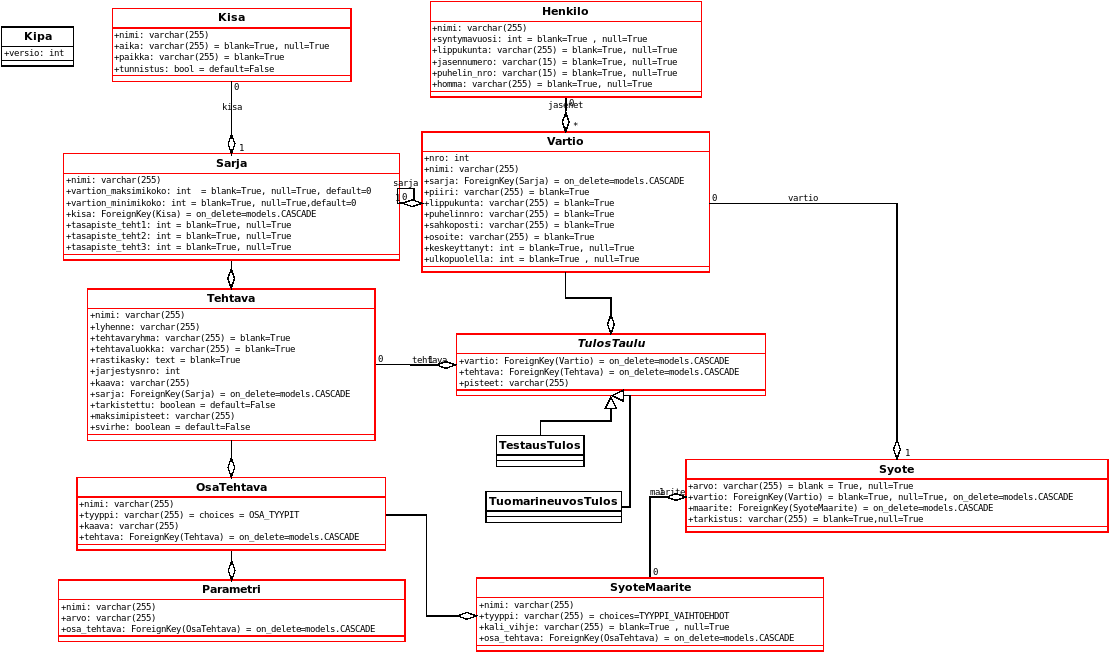 Kipa
+versio: int
Kisa
+nimi: varchar(255)
+aika: varchar(255) = blank=True, null=True
+paikka: varchar(255) = blank=True
+tunnistus: bool = default=False
0
kisa
1
Henkilo
+nimi: varchar(255)
+syntymavuosi: int = blank=True , null=True
+lippukunta: varchar(255) = blank=True, null=True
+jasennumero: varchar(15) = blank=True, null=True
+puhelin_nro: varchar(15) = blank=True, null=True
+homma: varchar(255) = blank=True, null=True
0
jasenet
*
Sarja
+nimi: varchar(255)
+vartion_maksimikoko: int  = blank=True, null=True, default=0
+vartion_minimikoko: int = blank=True, null=True,default=0
+kisa: ForeignKey(Kisa) = on_delete=models.CASCADE
+tasapiste_teht1: int = blank=True, null=True
+tasapiste_teht2: int = blank=True, null=True
+tasapiste_teht3: int = blank=True, null=True
sarja
1
0
Vartio
+nro: int
+nimi: varchar(255)
+sarja: ForeignKey(Sarja) = on_delete=models.CASCADE
+piiri: varchar(255) = blank=True
+lippukunta: varchar(255) = blank=True
+puhelinnro: varchar(255) = blank=True
+sahkoposti: varchar(255) = blank=True
+osoite: varchar(255) = blank=True
+keskeyttanyt: int = blank=True, null=True
+ulkopuolella: int = blank=True , null=True
0
vartio
1
Tehtava
+nimi: varchar(255)
+lyhenne: varchar(255)
+tehtavaryhma: varchar(255) = blank=True
+tehtavaluokka: varchar(255) = blank=True
+rastikasky: text = blank=True
+jarjestysnro: int
+kaava: varchar(255)
+sarja: ForeignKey(Sarja) = on_delete=models.CASCADE
+tarkistettu: boolean = default=False
+maksimipisteet: varchar(255)
+svirhe: boolean = default=False
0
tehtava
1
TulosTaulu
+vartio: ForeignKey(Vartio) = on_delete=models.CASCADE
+tehtava: ForeignKey(Tehtava) = on_delete=models.CASCADE
+pisteet: varchar(255)
TestausTulos
TuomarineuvosTulos
Syote
+arvo: varchar(255) = blank = True, null=True
+vartio: ForeignKey(Vartio) = blank=True, null=True, on_delete=models.CASCADE
+maarite: ForeignKey(SyoteMaarite) = on_delete=models.CASCADE
+tarkistus: varchar(255) = blank=True,null=True
maarite
1
0
OsaTehtava
+nimi: varchar(255)
+tyyppi: varchar(255) = choices = OSA_TYYPIT
+kaava: varchar(255)
+tehtava: ForeignKey(Tehtava) = on_delete=models.CASCADE
Parametri
+nimi: varchar(255)
+arvo: varchar(255)
+osa_tehtava: ForeignKey(OsaTehtava) = on_delete=models.CASCADE
SyoteMaarite
+nimi: varchar(255)
+tyyppi: varchar(255) = choices=TYYPPI_VAIHTOEHDOT
+kali_vihje: varchar(255) = blank=True , null=True
+osa_tehtava: ForeignKey(OsaTehtava) = on_delete=models.CASCADE